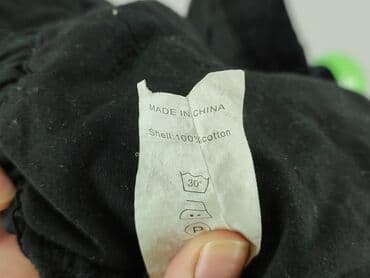 MADE IN CHINA
Shell:100%cotton
30°
P